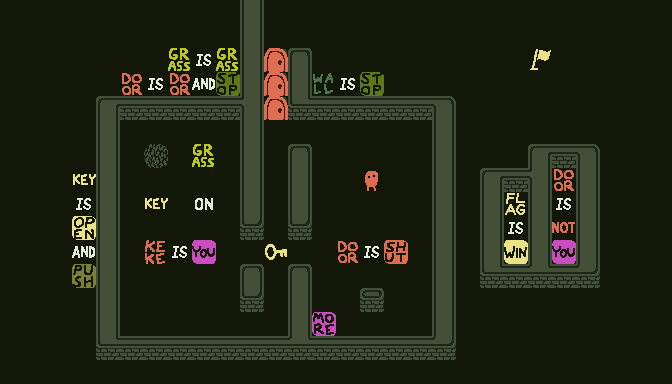 GRASS IS GRASS
DOOR IS DOOR AND STOP
WALL IS STOP
GRASS
KEY IS OPEN AND PUSH
KEY ON
KEKE IS YOU
DOOR IS SHUT
MORE
FLAG IS WIN
DOOR IS NOT YOU